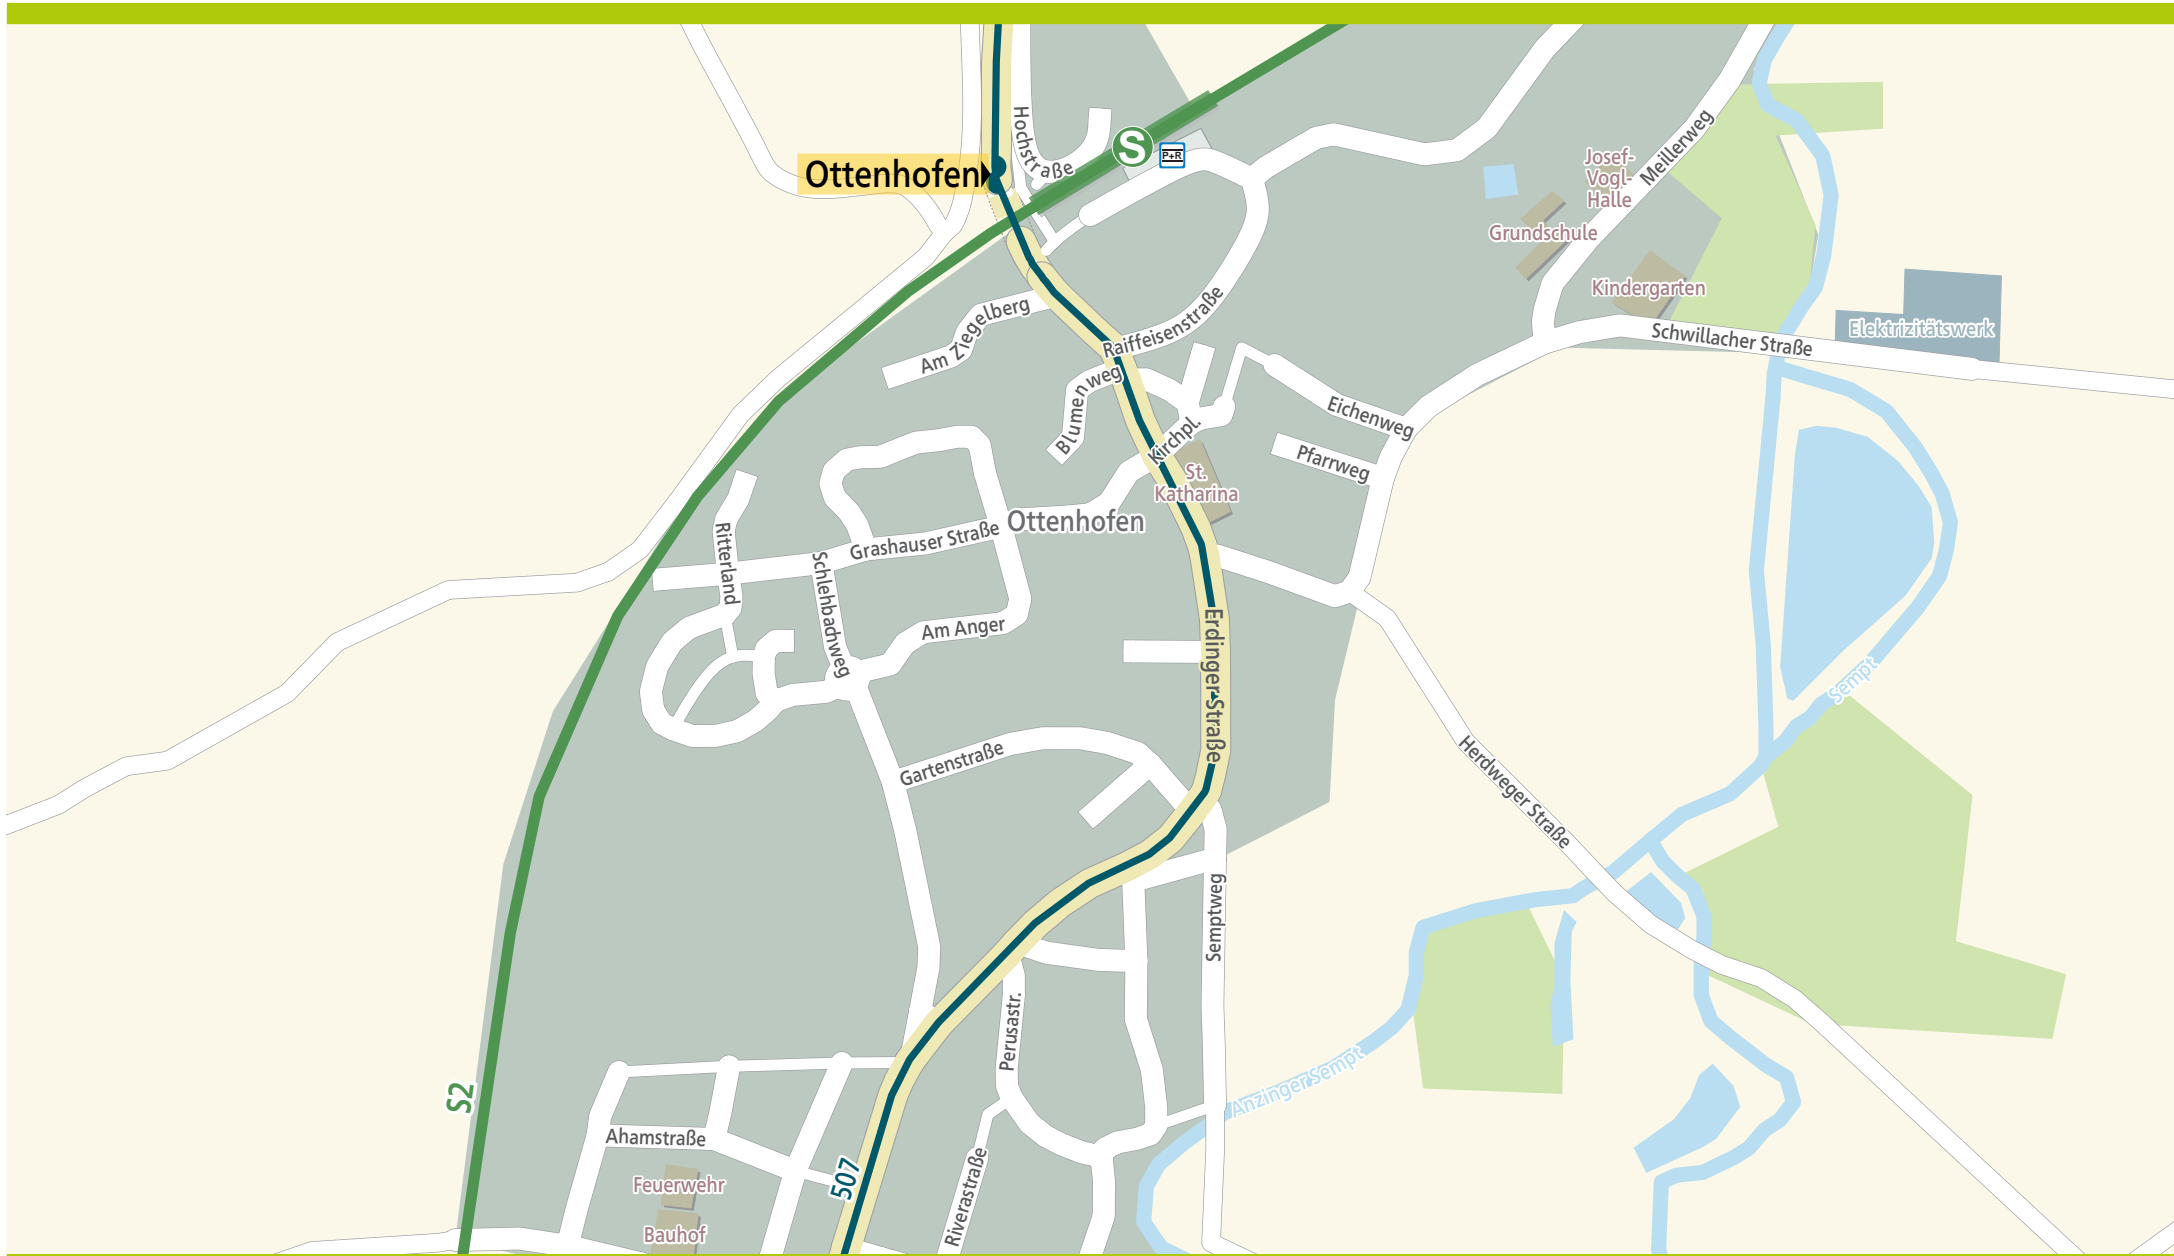 Hochstraße
S
P+R
Ottenhofen
Josef-
Vogl-
Halle
Meillerweg
Grundschule
Kindergarten
Elektrizitätswerk
Schwillacher Straße
Am Ziegelberg
Raiffeisenstraße
Blumenweg
Kirchpl.
Eichenweg
Pfarrweg
St.
Katharina
Ottenhofen
Grashauser Straße
Ritterland
Schlehbachweg
Am Anger
Erdinger Straße
Sempt
Gartenstraße
Herdweger Straße
Semptweg
Perusastr.
Anzinger Sempt
S2
Ahamstraße
507
Riverastraße
Feuerwehr
Bauhof